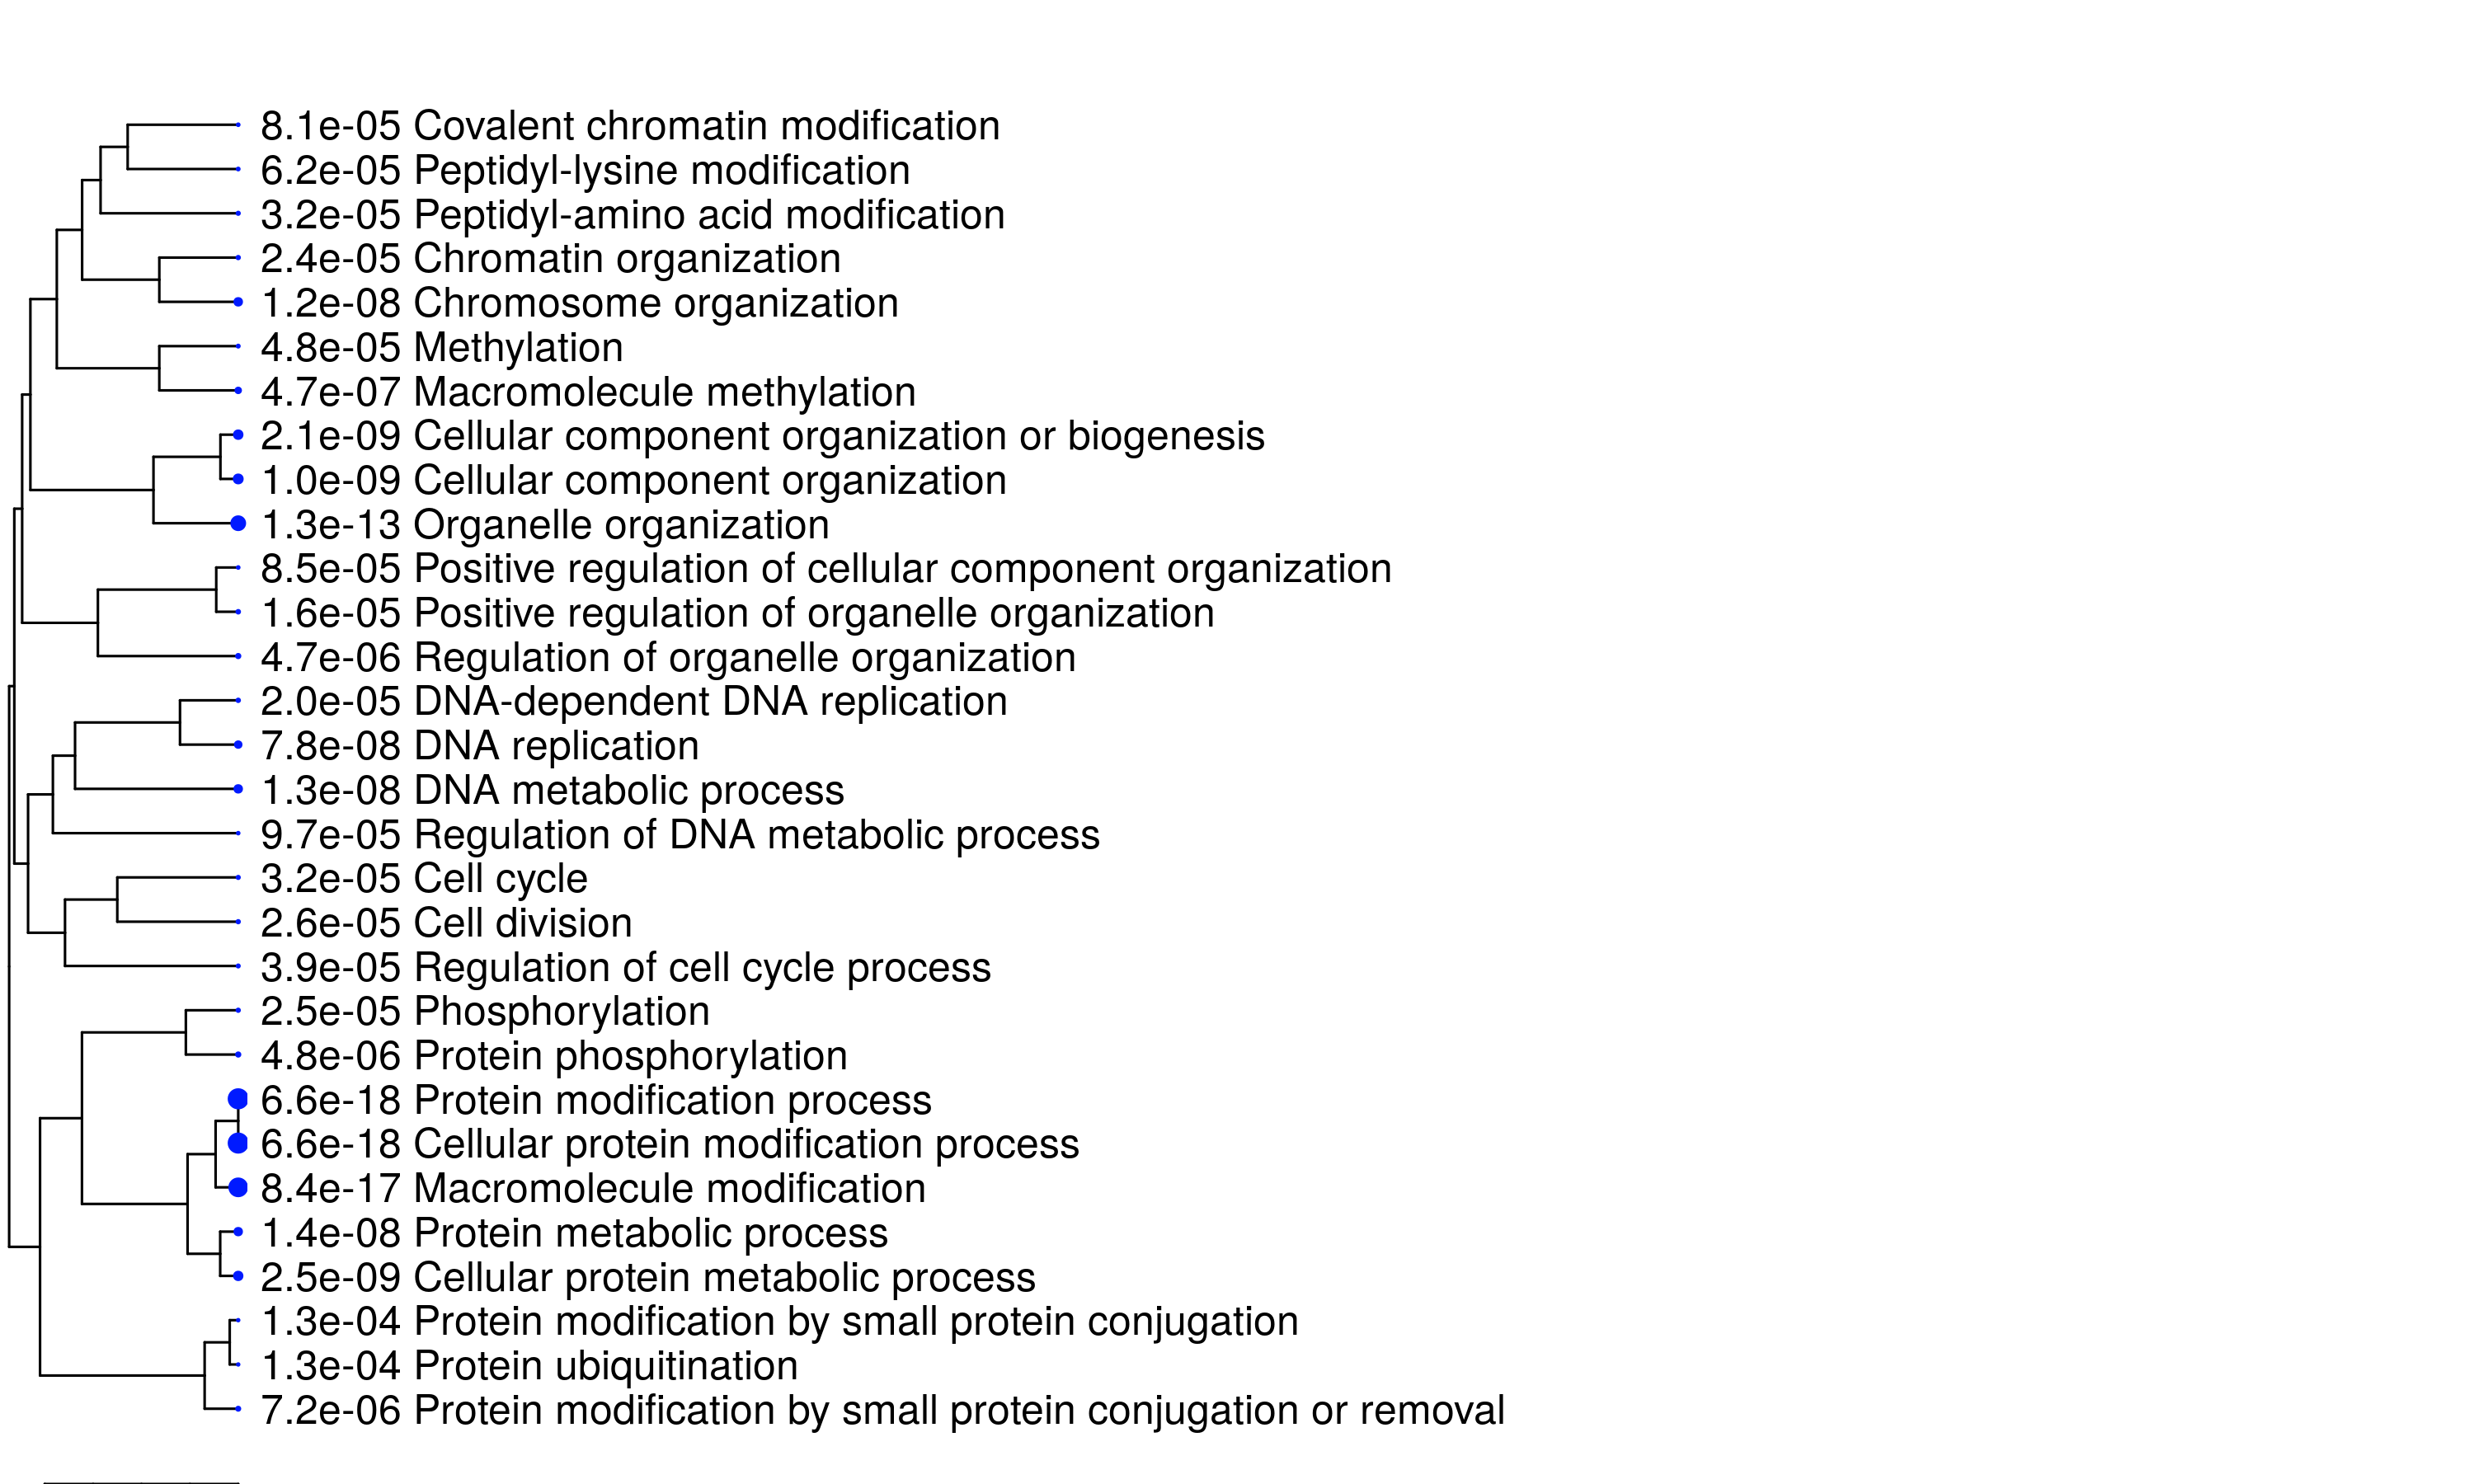 8.1e-05 Covalent chromatin modification
6.2e-05 Peptidyl-lysine modification
3.2e-05 Peptidyl-amino acid modification
2.4e-05 Chromatin organization
1.2e-08 Chromosome organization
4.8e-05 Methylation
4.7e-07 Macromolecule methylation
2.1e-09 Cellular component organization or biogenesis
1.0e-09 Cellular component organization
1.3e-13 Organelle organization
8.5e-05 Positive regulation of cellular component organization
1.6e-05 Positive regulation of organelle organization
4.7e-06 Regulation of organelle organization
2.0e-05 DNA-dependent DNA replication
7.8e-08 DNA replication
1.3e-08 DNA metabolic process
9.7e-05 Regulation of DNA metabolic process
3.2e-05 Cell cycle
2.6e-05 Cell division
3.9e-05 Regulation of cell cycle process
2.5e-05 Phosphorylation
4.8e-06 Protein phosphorylation
6.6e-18 Protein modification process
6.6e-18 Cellular protein modification process
8.4e-17 Macromolecule modification
1.4e-08 Protein metabolic process
2.5e-09 Cellular protein metabolic process
1.3e-04 Protein modification by small protein conjugation
1.3e-04 Protein ubiquitination
7.2e-06 Protein modification by small protein conjugation or removal